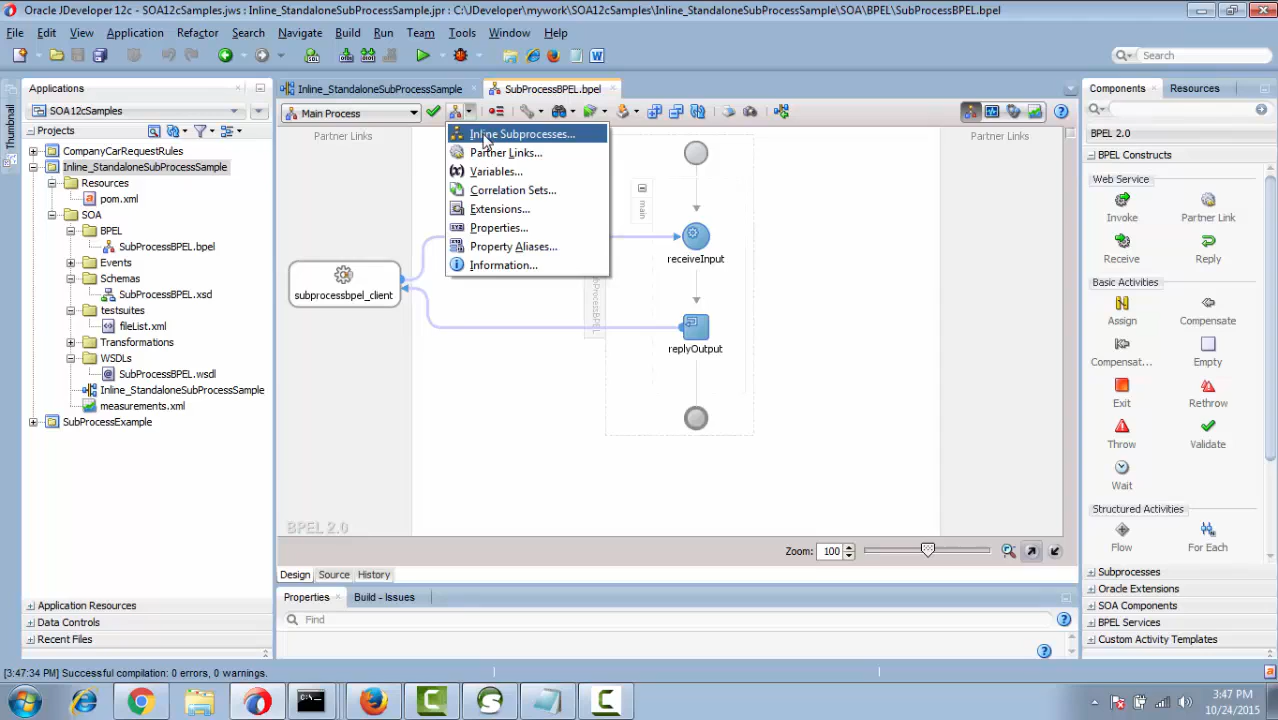 Oracle JDeveloper 12c - SOA12cSamples.jws : Inline_StandaloneSubProcessSample.jpr : C:\JDeveloper\mywork\SOA12cSamples\Inline_StandaloneSubProcessSample\SOA\BPEL\SubProcessBPEL.bpel
File Edit View Application Refactor Search Navigate Build Run Team Tools Window Help
Search
Applications
Inline_StandaloneSubProcessSample
SubProcessBPEL.bpel
Components
Resources
Thumbnail
SOA12cSamples
Main Process
Projects
Partner Links
Partner Links
BPEL 2.0
CompanyCarRequestRules
Inline_StandaloneSubProcessSample
Resources
pom.xml
SOA
BPEL
SubProcessBPEL.bpel
Events
Schemas
SubProcessBPEL.xsd
testsuites
fileList.xml
Transformations
WSDLs
SubProcessBPEL.wsdl
Inline_StandaloneSubProcessSample
measurements.xml
SubProcessExample
Inline Subprocesses...
Partner Links...
Variables...
Correlation Sets...
Extensions...
Properties...
Property Aliases...
Information...
main
receiveInput
subprocessbpel_client
replyOutput
BPEL 2.0
Zoom: 100
Design Source History
BPEL Constructs
Web Service
Invoke
Partner Link
Receive
Reply
Basic Activities
Assign
Compensate
Compensat...
Empty
Exit
Rethrow
Throw
Validate
Wait
Structured Activities
Flow
For Each
Subprocesses
Oracle Extensions
SOA Components
BPEL Services
Custom Activity Templates
Application Resources
Data Controls
Recent Files
Properties
Build - Issues
Find
[3:47:34 PM] Successful compilation: 0 errors, 0 warnings.
3:47 PM
10/24/2015